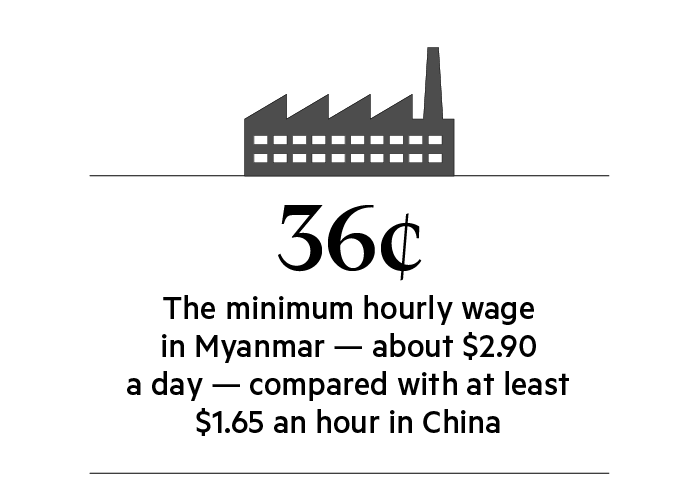 36¢
The minimum hourly wage
in Myanmar — about $2.90
a day — compared with at least
$1.65 an hour in China